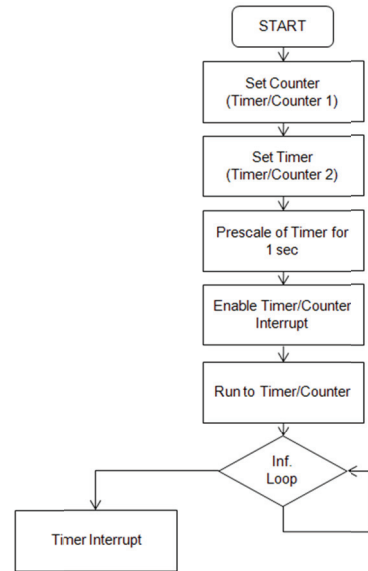 START
Set Counter
(Timer/Counter 1)
Set Timer
(Timer/Counter 2)
Prescale of Timer for
1 sec
Enable Timer/Counter
Interrupt
Run to Timer/Counter
Inf.
Loop
Timer Interrupt